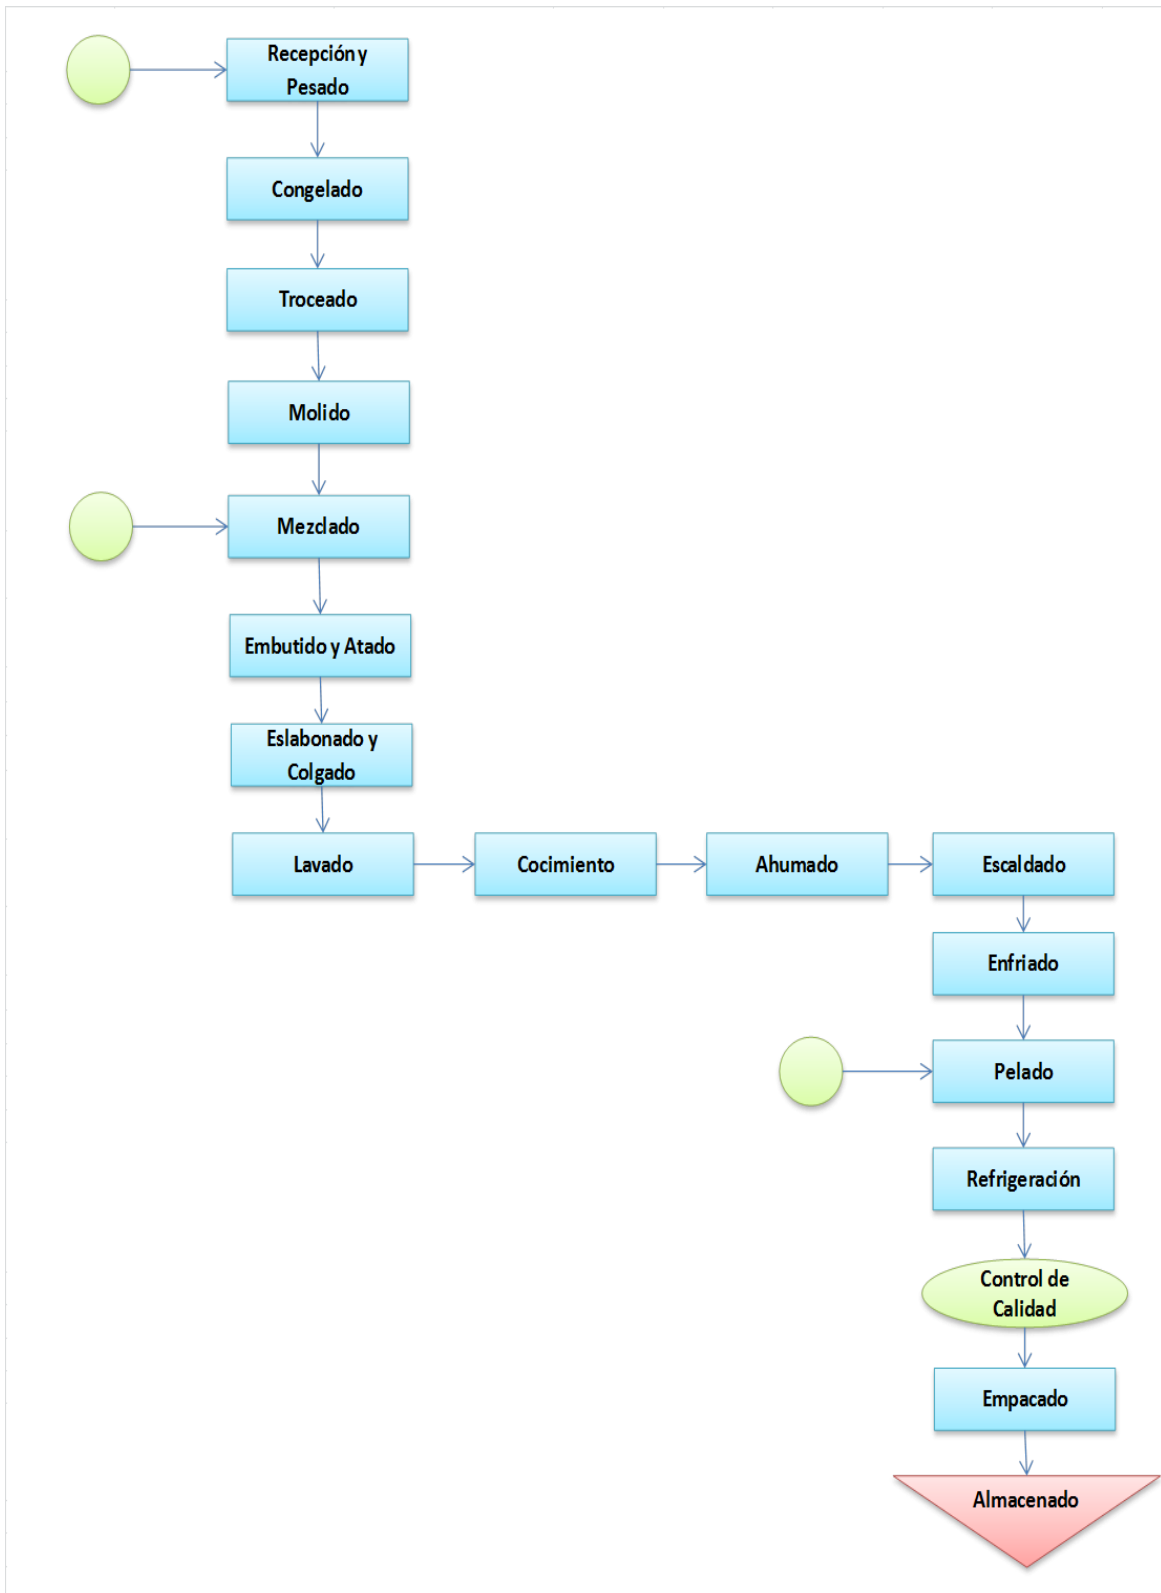 Recepción y
Pesado
Congelado
Troceado
Molido
Mezclado
Embutido y Atado
Eslabonado y
Colgado
Lavado
Cocimiento
Ahumado
Escaldado
Enfriado
Pelado
Refrigeración
Control de
Calidad
Empacado
Almacenado